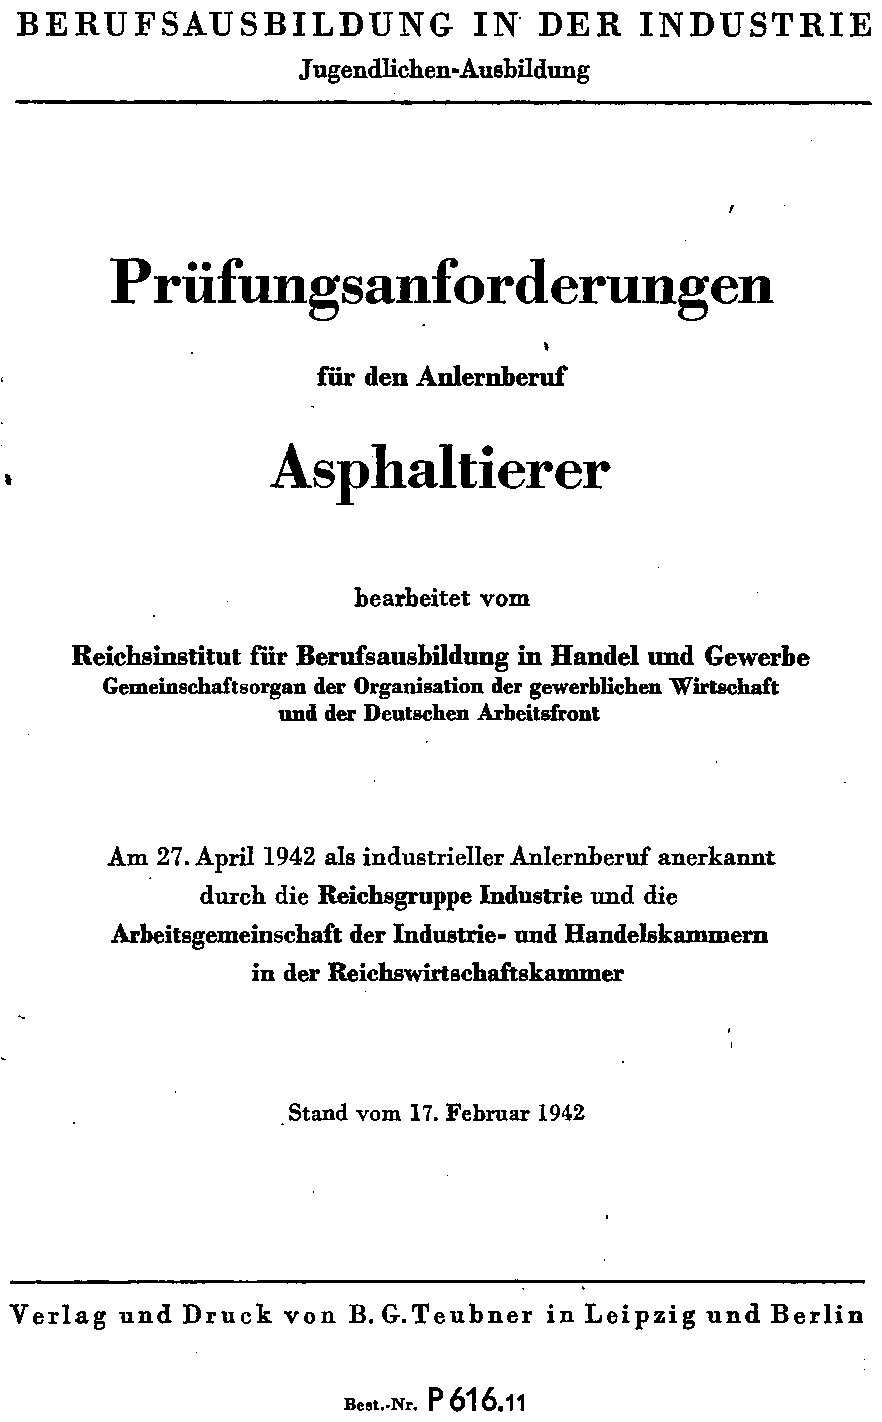 BERUFSAUSBILDUNG IN DER INDUSTRIE
Jugendlichen-Ausbildung
Prüfungsanforderungen
für den Anlernberuf
Asphaltierer
bearbeitet vom
Reichsinstitut für Berufsausbildung in Handel und Gewerbe
Gemeinschaftsorgan der Organisation der gewerblichen Wirtschaft
und der Deutschen Arbeitsfront
Am 27. April 1942 als industrieller Anlernberuf anerkannt
durch die Reichsgruppe Industrie und die
Arbeitsgemeinschaft der Industrie- und Handelskammern
in der Reichswirtschaftskammer
Stand vom 17. Februar 1942
Verlag und Druck von B. G. Teubner in Leipzig und Berlin
Best.-Nr. P 616.11